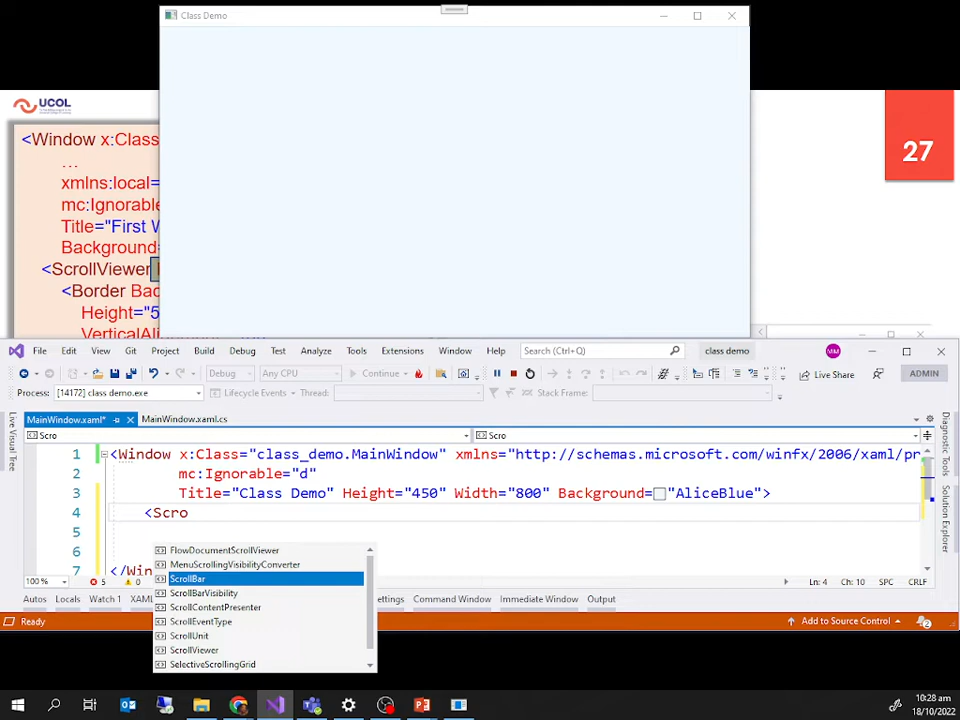 Class Demo
UCOL
27
<Window x:Class
...
xmlns:local=
mc:Ignorable
Title="First W
Background=
<ScrollViewer
<Border Bac
Height="5
VerticalAli
File Edit View Git Project Build Debug Test Analyze Tools Extensions Window Help Search (Ctrl+Q) class demo MM
Debug Any CPU Continue Live Share ADMIN
Process: [14172] class demo.exe Lifecycle Events Thread: Stack Frame:
MainWindow.xaml* MainWindow.xaml.cs
Scro Scro
Live Visual Tree
Diagnostic Tools
Solution Explorer
1 <Window x:Class="class_demo.MainWindow" xmlns="http://schemas.microsoft.com/winfx/2006/xaml/pr
2 mc:Ignorable="d"
3 Title="Class Demo" Height="450" Width="800" Background="AliceBlue">
4 <Scro
5
6
7 </Win
FlowDocumentScrollViewer
MenuScrollingVisibilityConverter
ScrollBar
ScrollBarVisibility
ScrollContentPresenter
ScrollEventType
ScrollUnit
ScrollViewer
SelectiveScrollingGrid
100 % 5 0 Ln: 4 Ch: 10 SPC CRLF
Autos Locals Watch 1 XAML ettings Command Window Immediate Window Output
Ready Add to Source Control 2
10:28 am
18/10/2022